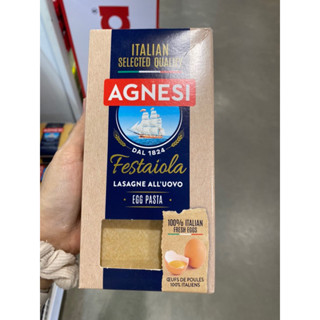 ITALIAN
SELECTED QUALITY
AGNESI
DAL 1824
Festaiola
LASAGNE ALL'UOVO
EGG PASTA
100% ITALIAN
FRESH EGGS
ŒUFS DE POULES
100% ITALIENS